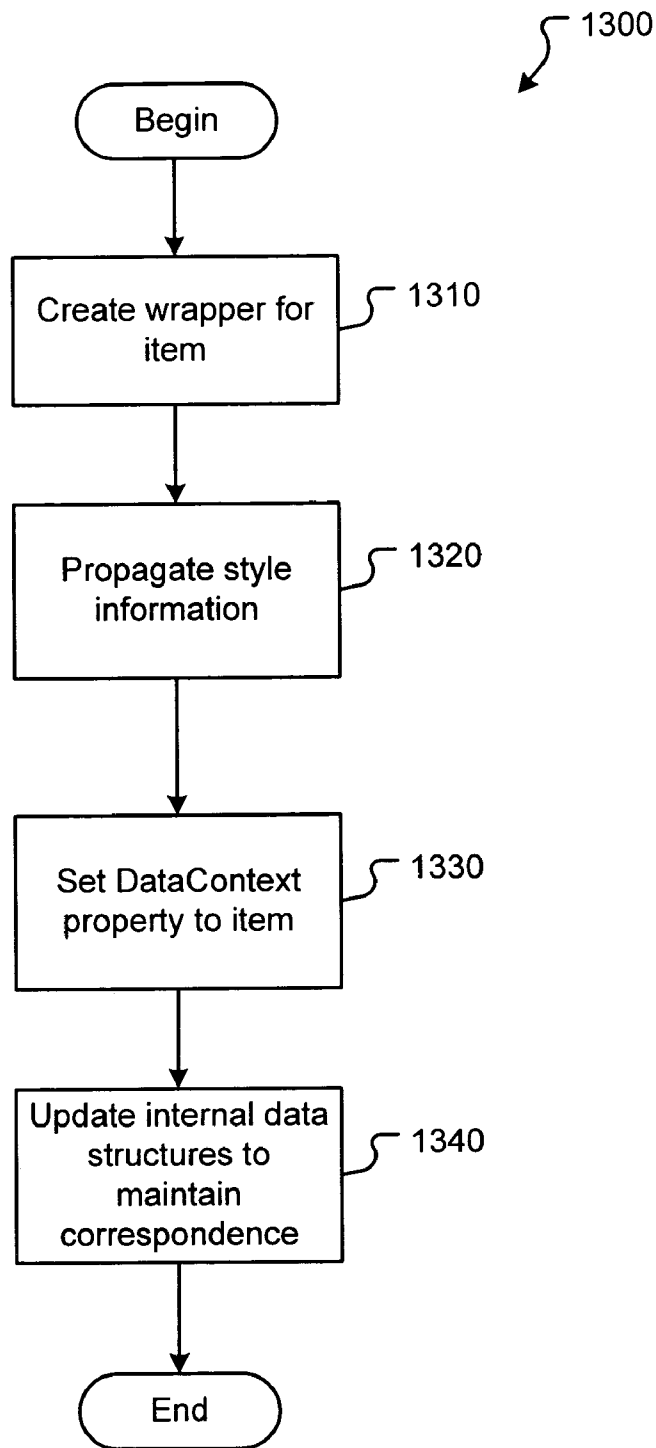 1300
Begin
Create wrapper for
item
1310
Propagate style
information
1320
Set DataContext
property to item
1330
Update internal data
structures to
maintain
correspondence
1340
End